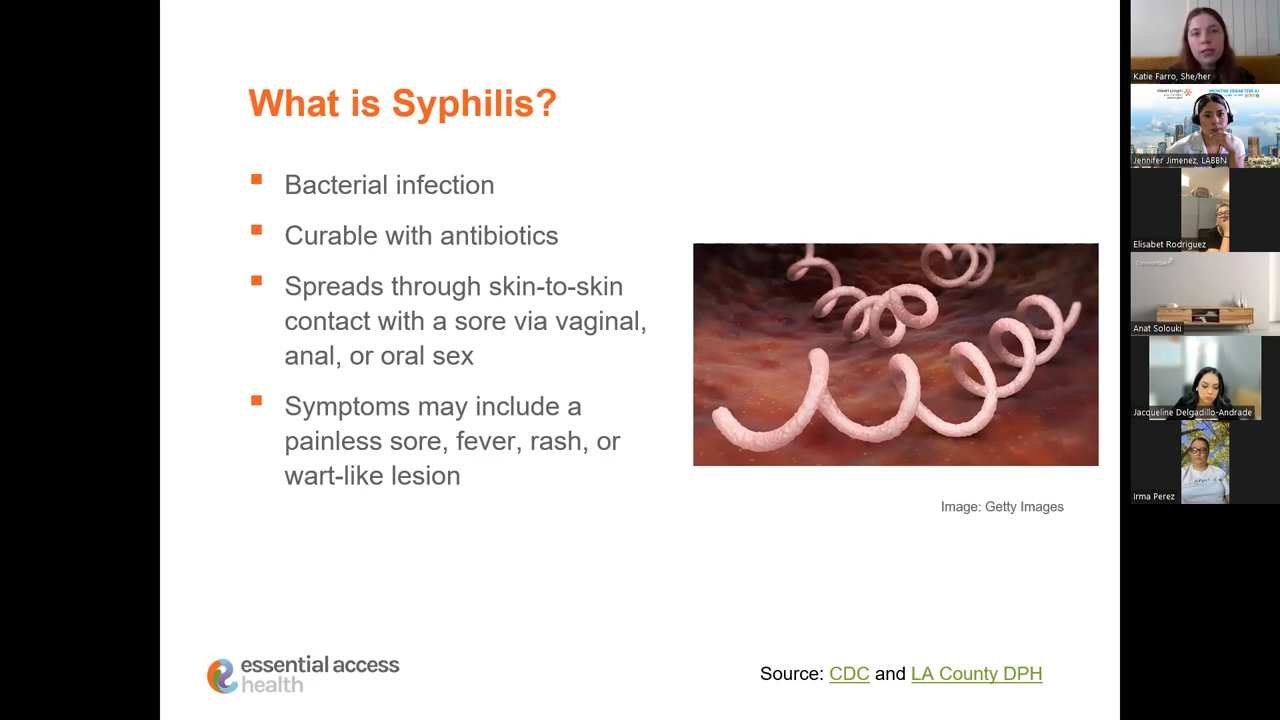 What is Syphilis?
Bacterial infection
Curable with antibiotics
Spreads through skin-to-skin
contact with a sore via vaginal,
anal, or oral sex
Symptoms may include a
painless sore, fever, rash, or
wart-like lesion
Image: Getty Images
essential access
health
Source: CDC and LA County DPH
Katie Farro, She/her
Jennifer Jimenez, LABBN
Elisabet Rodriguez
Anat Solouki
Jacqueline Delgadillo-Andrade
Irma Perez